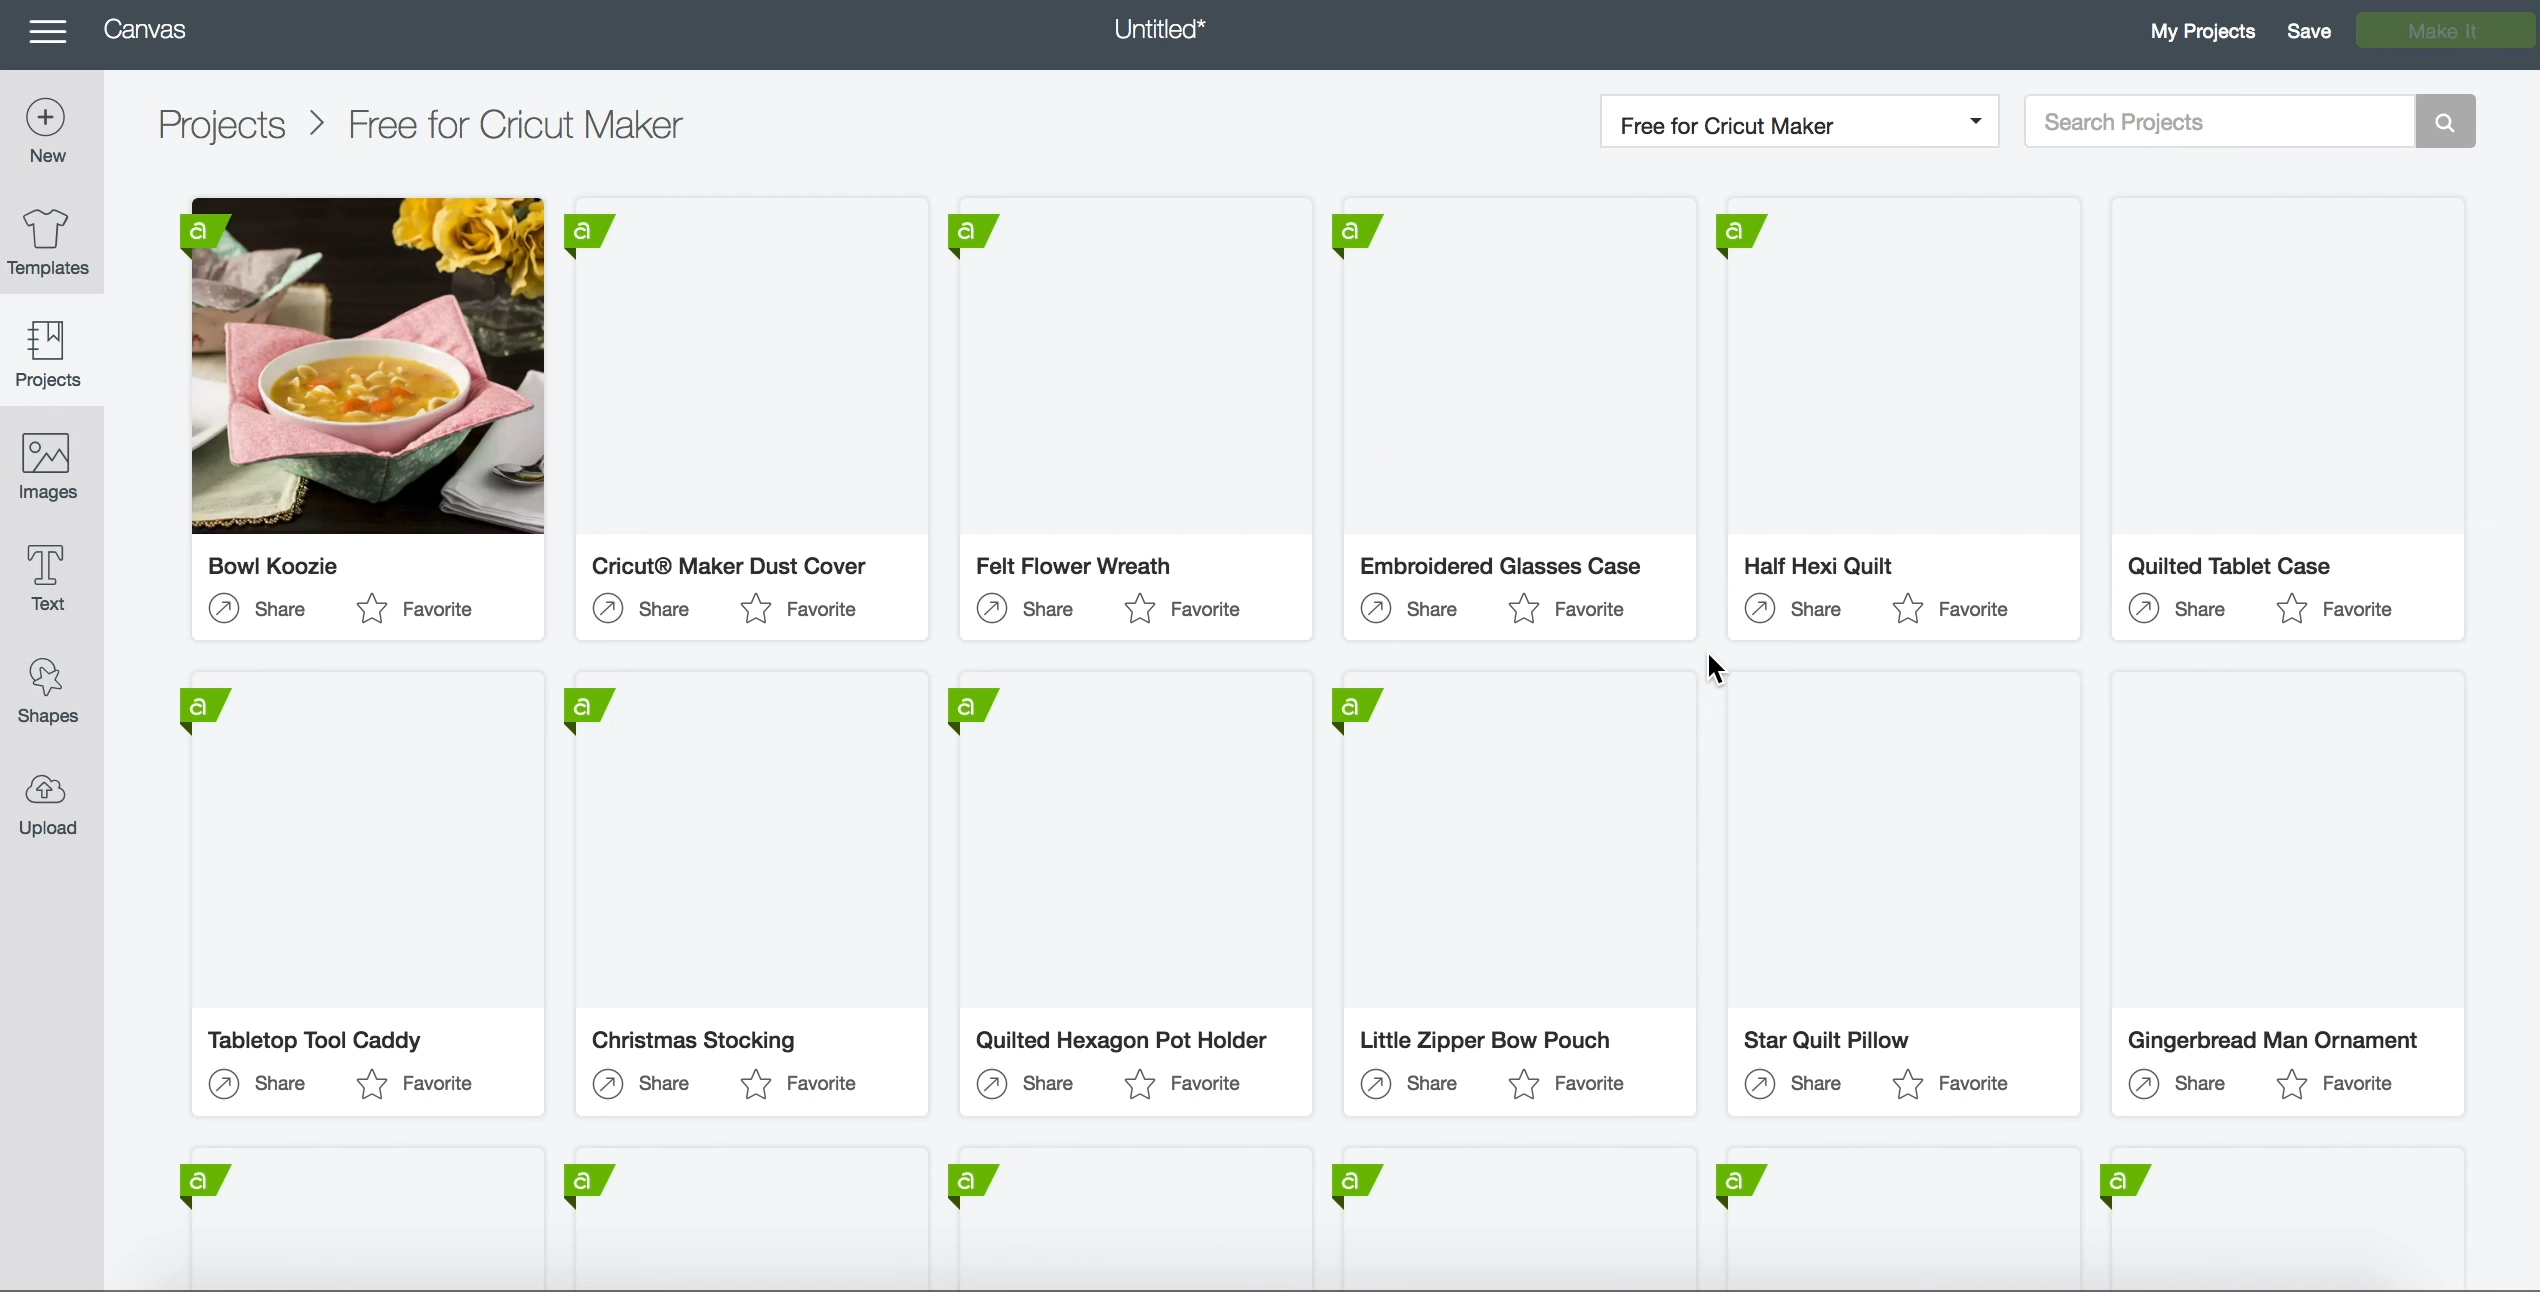 Canvas
Untitled*
My Projects
Save
Make It
New
Templates
Projects
Images
Text
Shapes
Upload
Projects > Free for Cricut Maker
Free for Cricut Maker
Search Projects
a
a
a
a
a
Bowl Koozie
Share Favorite
Cricut® Maker Dust Cover
Share Favorite
Felt Flower Wreath
Share Favorite
Embroidered Glasses Case
Share Favorite
Half Hexi Quilt
Share Favorite
Quilted Tablet Case
Share Favorite
a
a
a
a
Tabletop Tool Caddy
Share Favorite
Christmas Stocking
Share Favorite
Quilted Hexagon Pot Holder
Share Favorite
Little Zipper Bow Pouch
Share Favorite
Star Quilt Pillow
Share Favorite
Gingerbread Man Ornament
Share Favorite
a
a
a
a
a
a